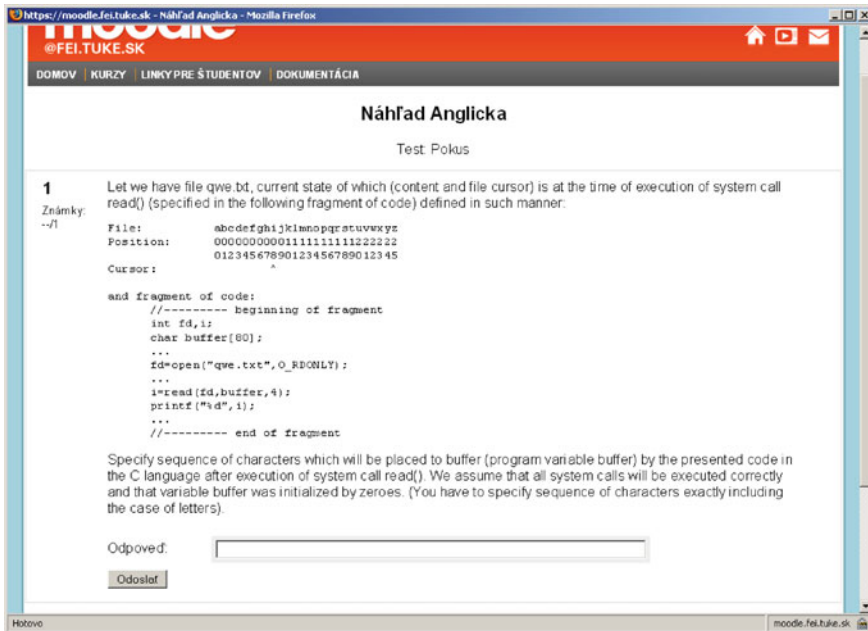 https://moodle.fei.tuke.sk - Náhľad Anglicka - Mozilla Firefox
moodle
@FEI.TUKE.SK
DOMOV | KURZY | LINKY PRE ŠTUDENTOV | DOKUMENTÁCIA
Náhľad Anglicka
Test: Pokus
1
Známky:
--/1
Let we have file qwe.txt, current state of which (content and file cursor) is at the time of execution of system call
read() (specified in the following fragment of code) defined in such manner:
File: abcdefghijklmnopqrstuvwxyz
Position: 00000000001111111111222222
01234567890123456789012345
Cursor: ^
and fragment of code:
//--------- beginning of fragment
int fd,i;
char buffer[80];
...
fd=open("qwe.txt",O_RDONLY);
...
i=read(fd,buffer,4);
printf("%d",i);
...
//--------- end of fragment
Specify sequence of characters which will be placed to buffer (program variable buffer) by the presented code in
the C language after execution of system call read(). We assume that all system calls will be executed correctly
and that variable buffer was initialized by zeroes. (You have to specify sequence of characters exactly including
the case of letters).
Odpoveď:
Odoslať
Hotovo
moodle.fei.tuke.sk